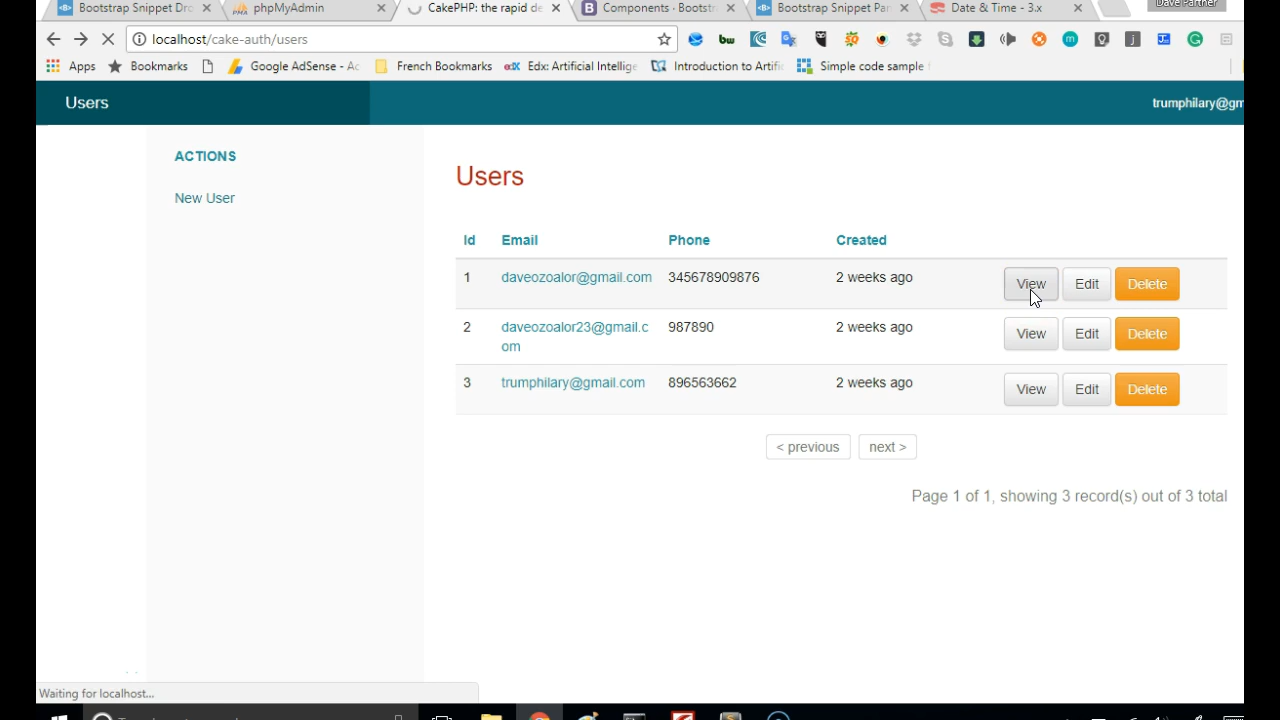 Bootstrap Snippet Dro
phpMyAdmin
CakePHP: the rapid de
Components · Bootst
Bootstrap Snippet Pa
Date & Time - 3.x
Dave Partner
localhost/cake-auth/users
Apps
Bookmarks
Google AdSense - Ac
French Bookmarks
edX
Edx: Artificial Intellige
Introduction to Artific
Simple code sample
Users
trumphilary@gm
ACTIONS
New User
Users
Id Email Phone Created
1 daveozoalor@gmail.com 345678909876 2 weeks ago View Edit Delete
2 daveozoalor23@gmail.c 987890 2 weeks ago View Edit Delete
om
3 trumphilary@gmail.com 896563662 2 weeks ago View Edit Delete
< previous next >
Page 1 of 1, showing 3 record(s) out of 3 total
Waiting for localhost...